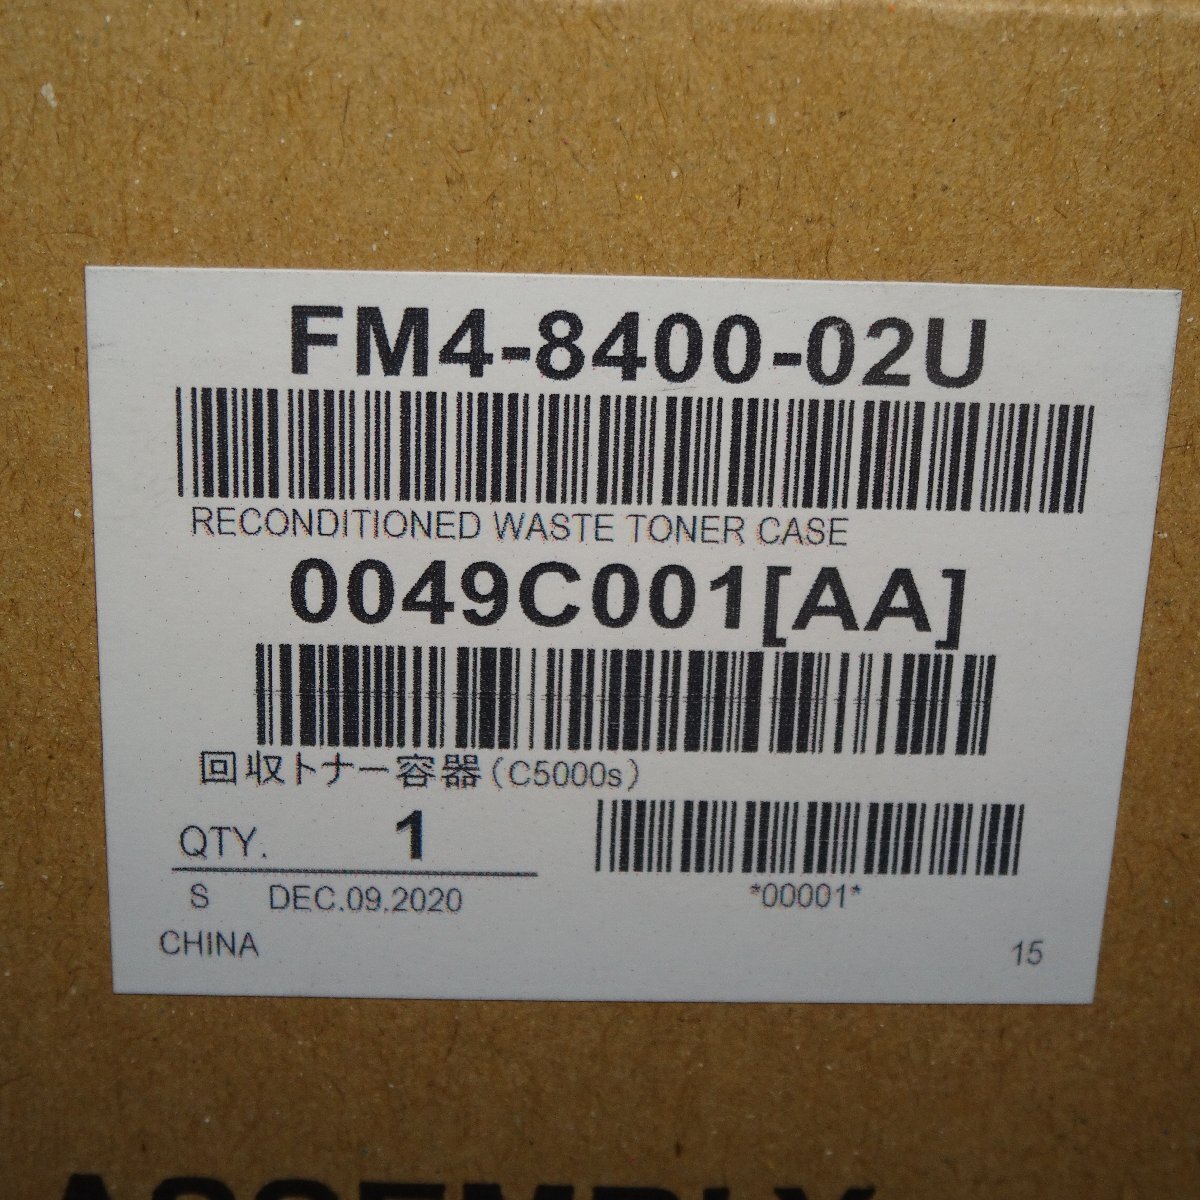 FM4-8400-02U
RECONDITIONED WASTE TONER CASE
0049C001[AA]
回収トナー容器(C5000s)
QTY. 1
S DEC.09.2020
*00001*
CHINA
15
ASSEMBLY